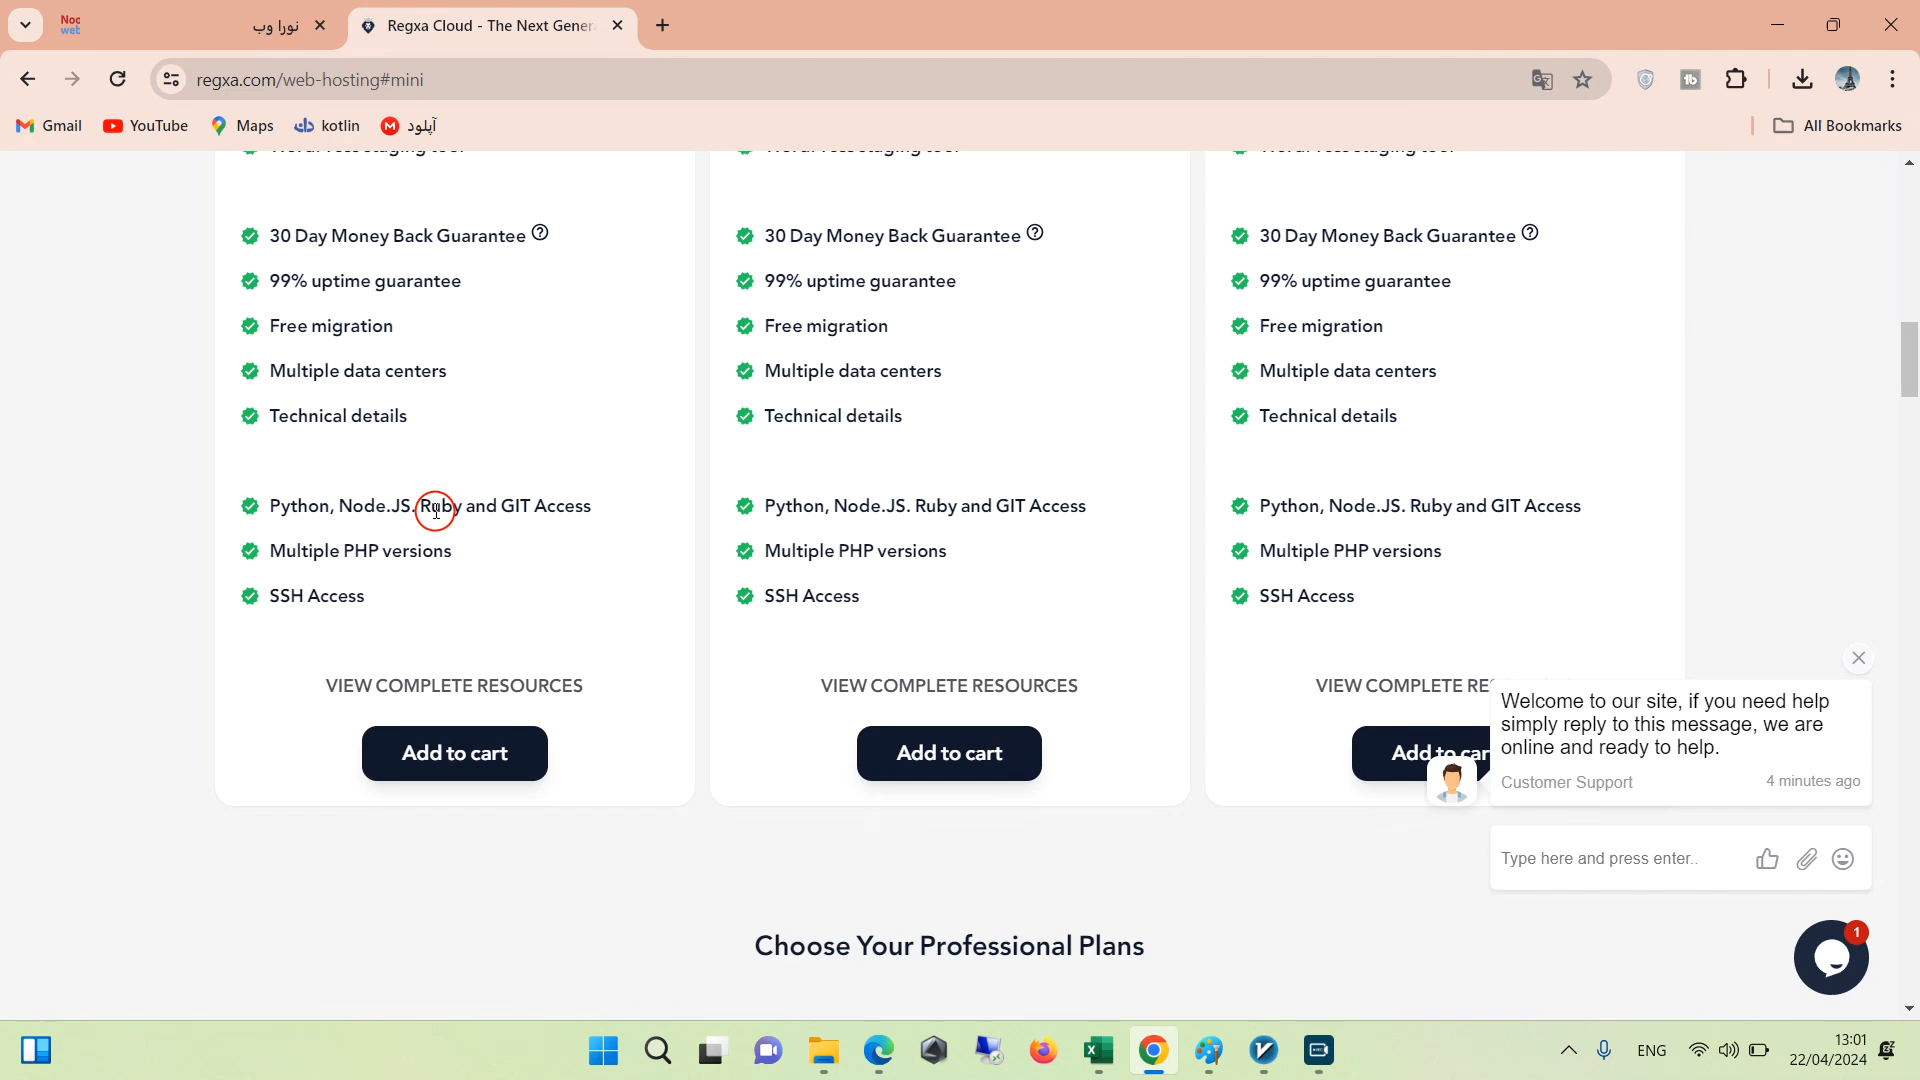 Noc
web
نورا وب
Regxa Cloud - The Next Gener
regxa.com/web-hosting#mini
Gmail
YouTube
Maps
kotlin
آپلود
All Bookmarks
30 Day Money Back Guarantee
99% uptime guarantee
Free migration
Multiple data centers
Technical details
Python, Node.JS. Ruby and GIT Access
Multiple PHP versions
SSH Access
VIEW COMPLETE RESOURCES
Add to cart
30 Day Money Back Guarantee
99% uptime guarantee
Free migration
Multiple data centers
Technical details
Python, Node.JS. Ruby and GIT Access
Multiple PHP versions
SSH Access
VIEW COMPLETE RESOURCES
Add to cart
30 Day Money Back Guarantee
99% uptime guarantee
Free migration
Multiple data centers
Technical details
Python, Node.JS. Ruby and GIT Access
Multiple PHP versions
SSH Access
VIEW COMPLETE RE
Add to car
Welcome to our site, if you need help
simply reply to this message, we are
online and ready to help.
Customer Support
4 minutes ago
Type here and press enter..
1
Choose Your Professional Plans
ENG
13:01
22/04/2024